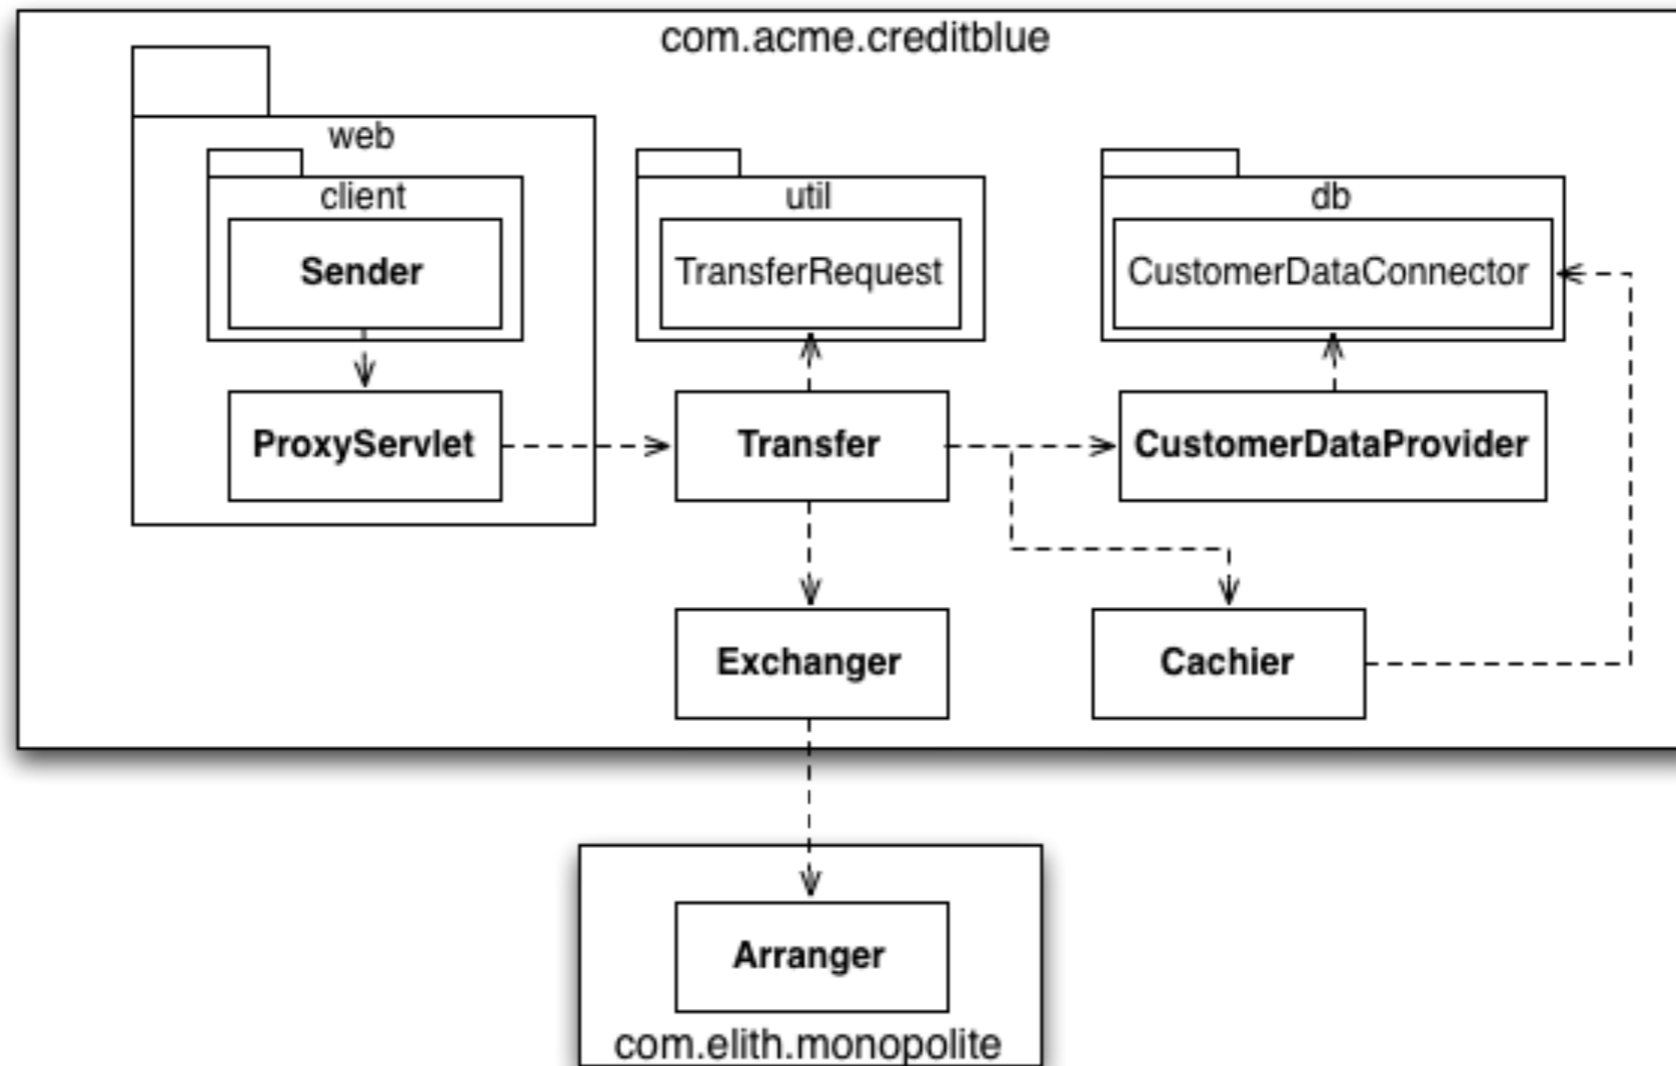 com.acme.creditblue
web
client
util
db
Sender
TransferRequest
CustomerDataConnector
ProxyServlet
Transfer
CustomerDataProvider
Exchanger
Cachier
Arranger
com.elith.monopolite